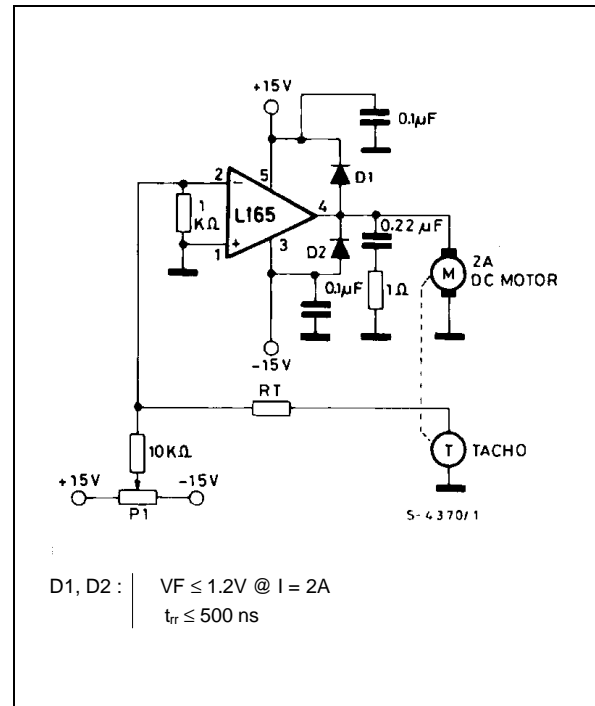 +15V
0.1µF
2
5
D1
1
KΩ
L165
4
0.22 µF
1
3
D2
2A
DC MOTOR
M
0.1µF
1Ω
-15V
RT
10KΩ
T
TACHO
+15V
-15V
P1
S-4370/1
D1, D2 : VF ≤ 1.2V @ I = 2A
trr ≤ 500 ns